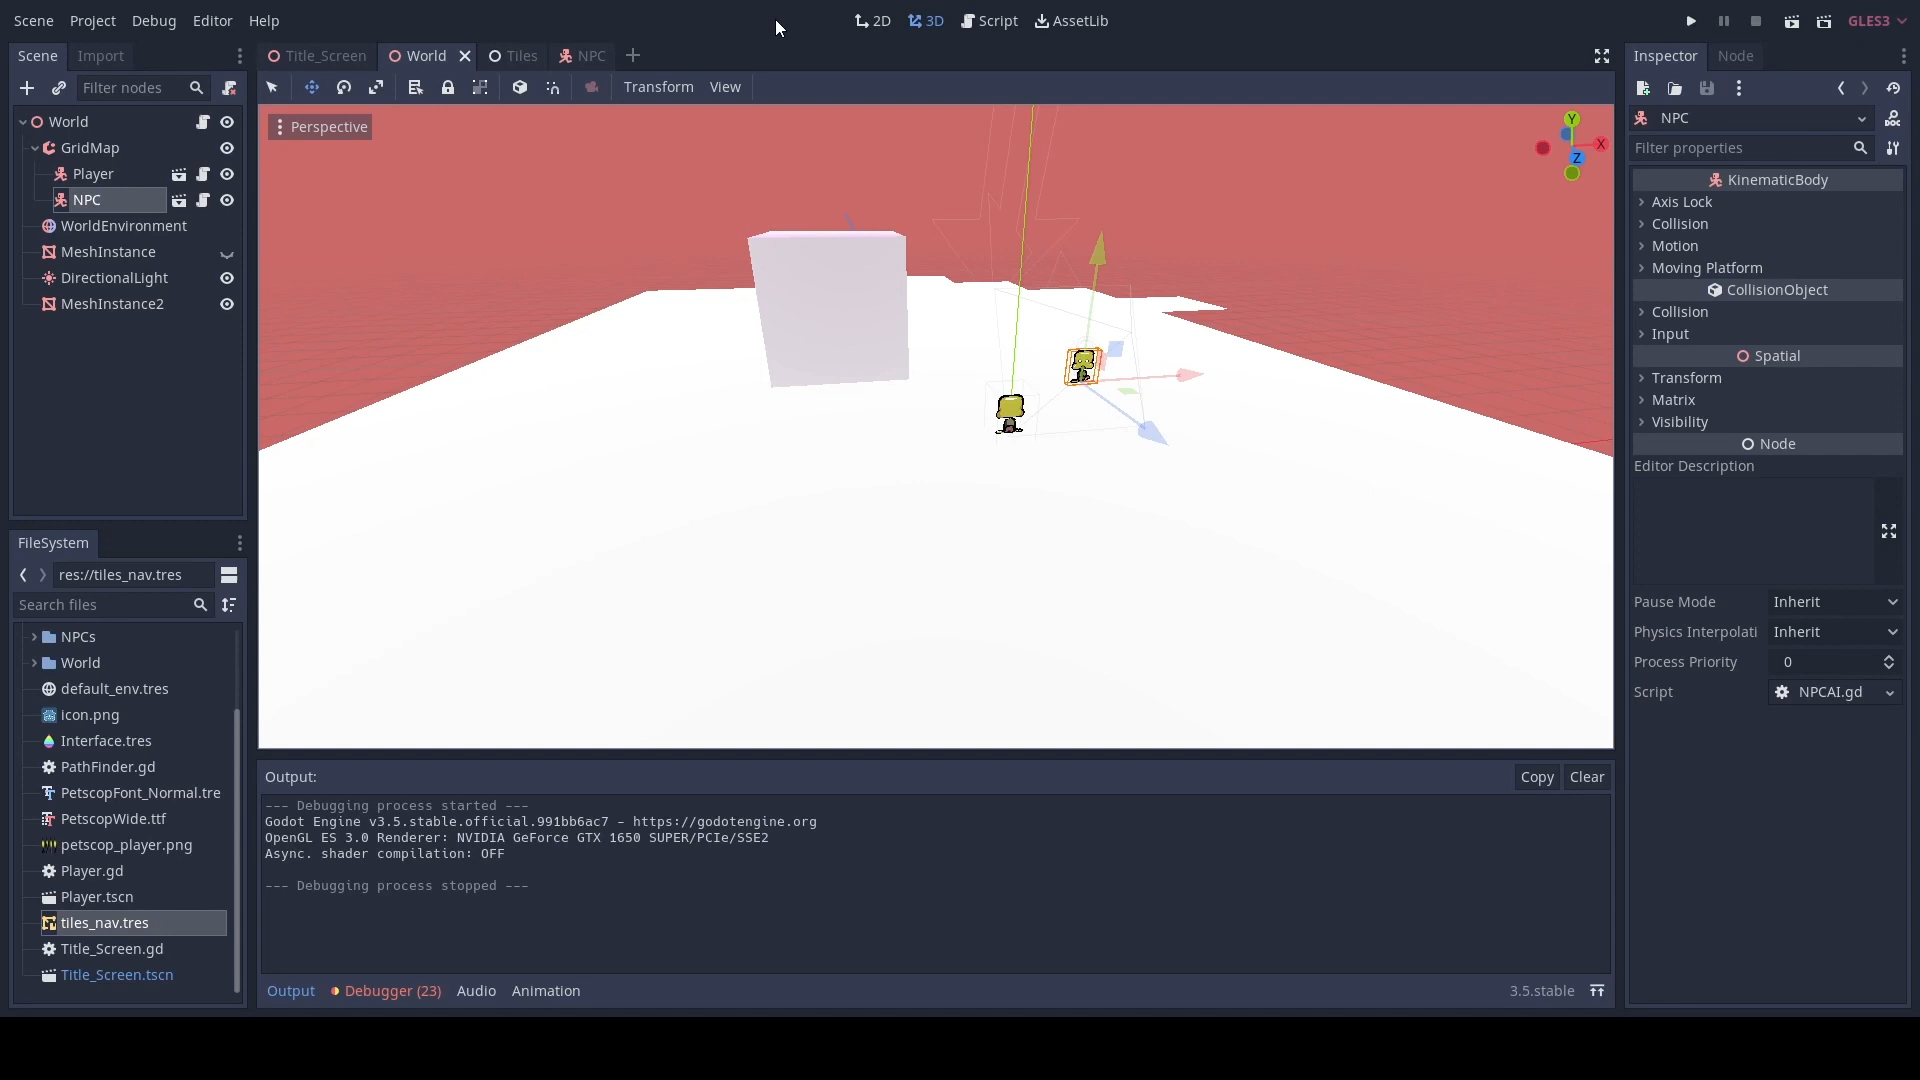 Scene Project Debug Editor Help
2D 3D Script AssetLib
GLES3
Scene Import
Filter nodes
World
GridMap
Player
NPC
WorldEnvironment
MeshInstance
DirectionalLight
MeshInstance2
FileSystem
res://tiles_nav.tres
Search files
NPCs
World
default_env.tres
icon.png
Interface.tres
PathFinder.gd
PetscopFont_Normal.tre
PetscopWide.ttf
petscop_player.png
Player.gd
Player.tscn
tiles_nav.tres
Title_Screen.gd
Title_Screen.tscn
Title_Screen World Tiles NPC
Transform View
Perspective
Y
X
Z
Output:
Copy Clear
--- Debugging process started ---
Godot Engine v3.5.stable.official.991bb6ac7 - https://godotengine.org
OpenGL ES 3.0 Renderer: NVIDIA GeForce GTX 1650 SUPER/PCIe/SSE2
Async. shader compilation: OFF
--- Debugging process stopped ---
Output Debugger (23) Audio Animation
3.5.stable
Inspector Node
NPC
Filter properties
KinematicBody
Axis Lock
Collision
Motion
Moving Platform
CollisionObject
Collision
Input
Spatial
Transform
Matrix
Visibility
Node
Editor Description
Pause Mode Inherit
Physics Interpolati Inherit
Process Priority 0
Script NPCAI.gd